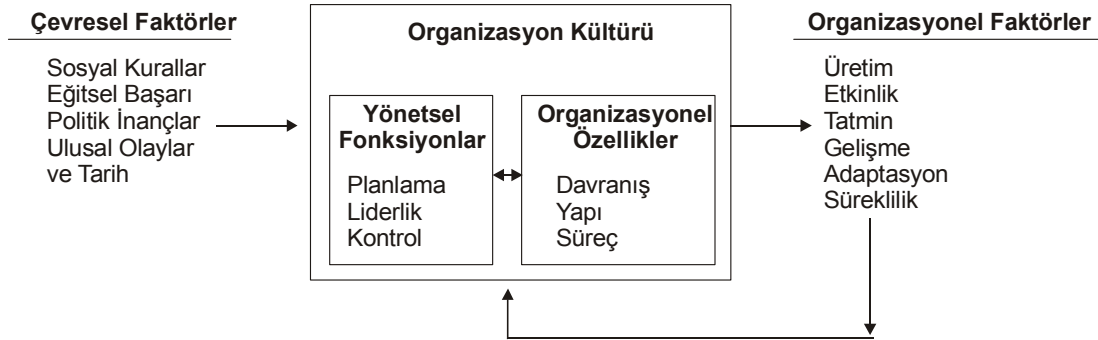 Çevresel Faktörler
Sosyal Kurallar
Eğitsel Başarı
Politik İnançlar
Ulusal Olaylar
ve Tarih
Organizasyon Kültürü
Yönetsel
Fonksiyonlar
Planlama
Liderlik
Kontrol
Organizasyonel
Özellikler
Davranış
Yapı
Süreç
Organizasyonel Faktörler
Üretim
Etkinlik
Tatmin
Gelişme
Adaptasyon
Süreklilik